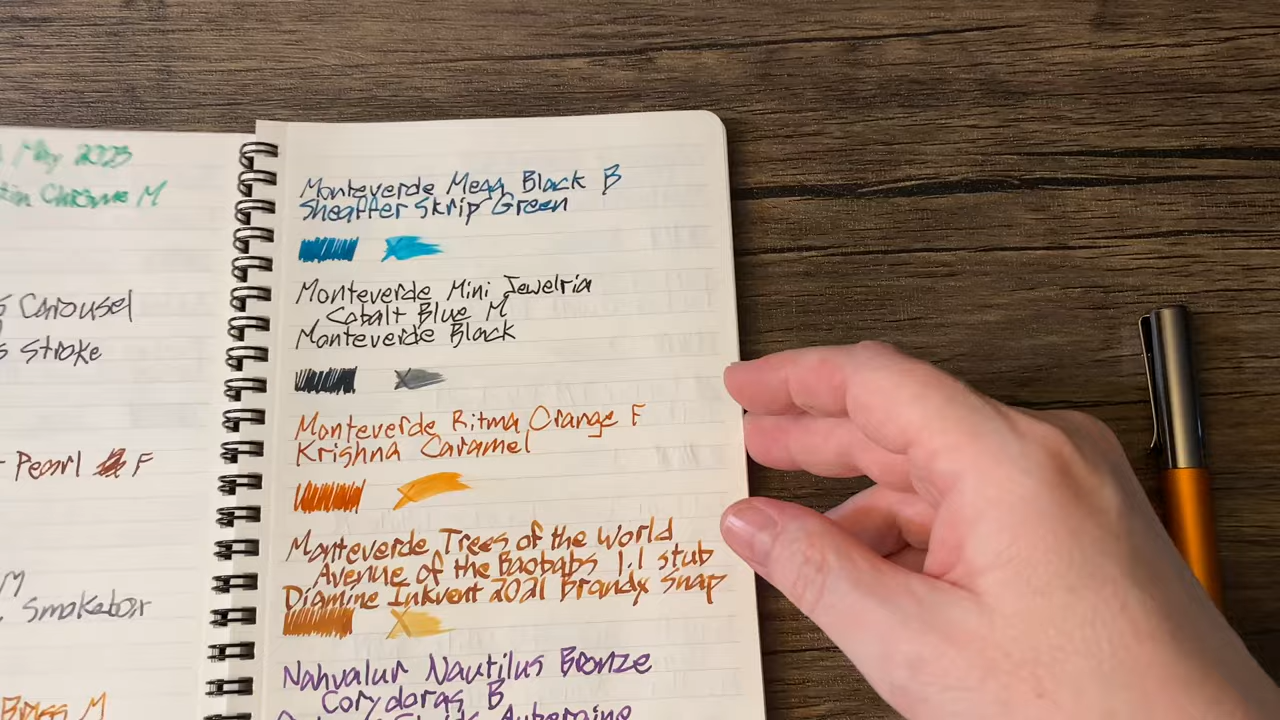 May 2023
Chrome M
Carousel
Stroke
Pearl F
M
Smokebox
Brass M
Monteverde Mega Black B
Sheaffer Skrip Green
Monteverde Mini Jewelria
Cobalt Blue M
Monteverde Black
Monteverde Ritma Orange F
Krishna Caramel
Monteverde Trees of the World
Avenue of the Baobabs 1.1 stub
Diamine Inkvent 2021 Brandy Snap
Nahvalur Nautilus Bronze
Corydoras B
Aubergine